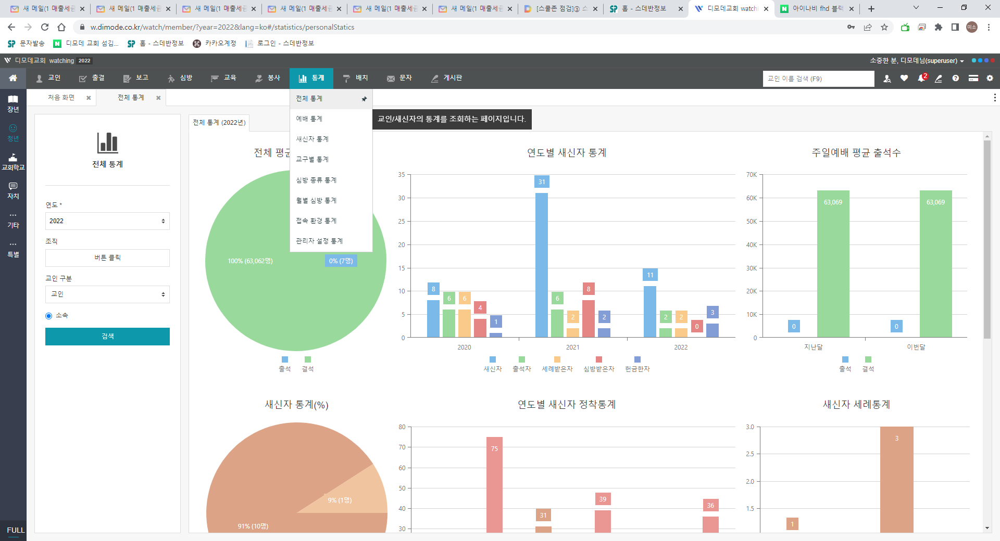 새 메일(1 매출세금
새 메일(1 매출세금
새 메일(1 매출세금
새 메일(1 매출세금
새 메일(1 매출세금
새 메일(1 매출세금
[스쿨존 점검]③ 스
홈 - 스데반정보
디모데교회 watchi
아이나비 fhd 블랙
w.dimode.co.kr/watch/member/?year=2022&lang=ko#/statistics/personalStatics
미소
문자발송
디모데 교회 섬김...
홈 - 스데반정보
카카오계정
로그인 - 스데반정보
디모데교회 watching 2022
소중한 분, 디모데님(superuser)
교인
출결
보고
심방
교육
봉사
통계
배치
문자
게시판
교인 이름 검색 (F9)
2
장년
청년
교회학교
자치
기타
특별
FULL
처음 화면
전체 통계
전체 통계
예배 통계
새신자 통계
교구별 통계
심방 종류 통계
월별 심방 통계
접속 환경 통계
관리자 설정 통계
교인/새신자의 통계를 조회하는 페이지입니다.
전체 통계
연도 *
2022
조직
버튼 클릭
교인 구분
교인
소속
검색
전체 통계 (2022년)
전체 평균
100% (63,062명)
0% (7명)
출석
결석
연도별 새신자 통계
35
30
25
20
15
10
5
0
8
6
6
4
1
31
6
2
8
2
11
2
2
0
3
2020
2021
2022
새신자
출석자
세례받은자
심방받은자
헌금한자
주일예배 평균 출석수
70K
60K
50K
40K
30K
20K
10K
0
0
63,069
0
63,069
지난달
이번달
출석
결석
새신자 통계(%)
9% (1명)
91% (10명)
연도별 새신자 정착통계
80
70
60
50
40
30
75
31
39
36
새신자 세례통계
3.0
2.5
2.0
1.5
1
3